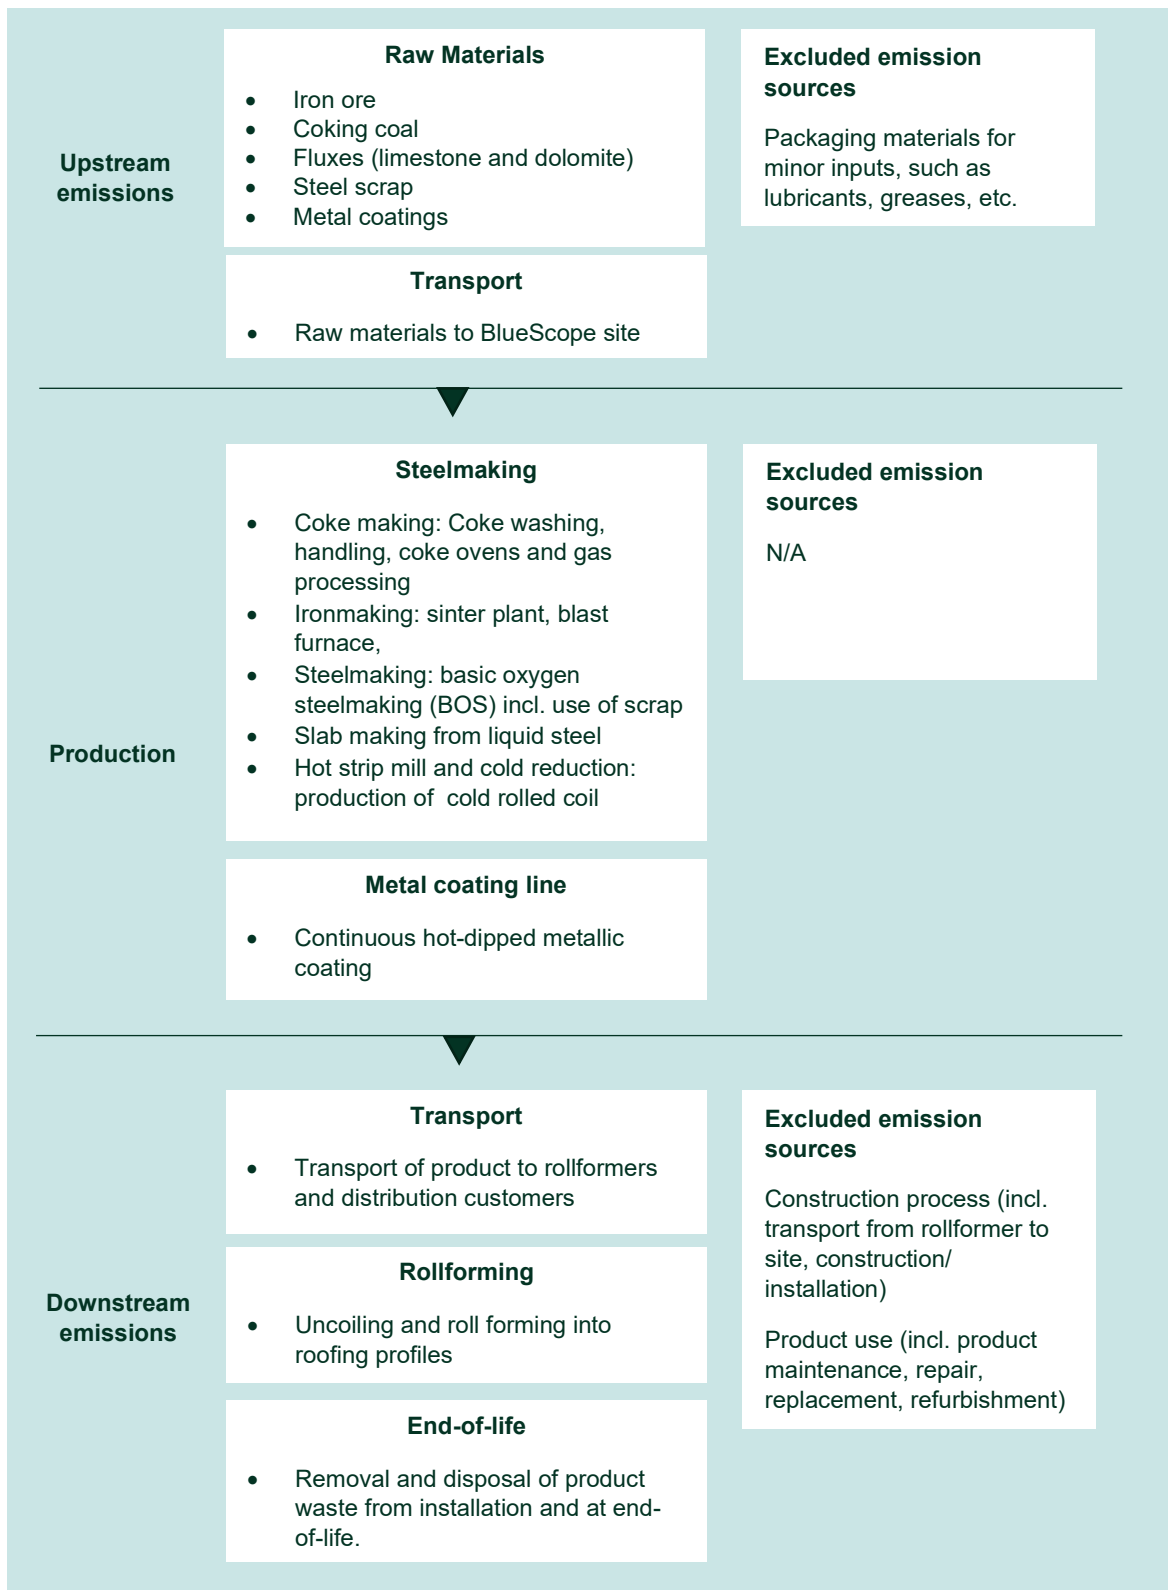 Upstream
emissions
Raw Materials
• Iron ore
• Coking coal
• Fluxes (limestone and dolomite)
• Steel scrap
• Metal coatings
Excluded emission
sources
Packaging materials for
minor inputs, such as
lubricants, greases, etc.
Transport
• Raw materials to BlueScope site
Production
Steelmaking
• Coke making: Coke washing,
handling, coke ovens and gas
processing
• Ironmaking: sinter plant, blast
furnace,
• Steelmaking: basic oxygen
steelmaking (BOS) incl. use of scrap
• Slab making from liquid steel
• Hot strip mill and cold reduction:
production of  cold rolled coil
Excluded emission
sources
N/A
Metal coating line
• Continuous hot-dipped metallic
coating
Downstream
emissions
Transport
• Transport of product to rollformers
and distribution customers
Rollforming
• Uncoiling and roll forming into
roofing profiles
End-of-life
• Removal and disposal of product
waste from installation and at end-
of-life.
Excluded emission
sources
Construction process (incl.
transport from rollformer to
site, construction/
installation)
Product use (incl. product
maintenance, repair,
replacement, refurbishment)